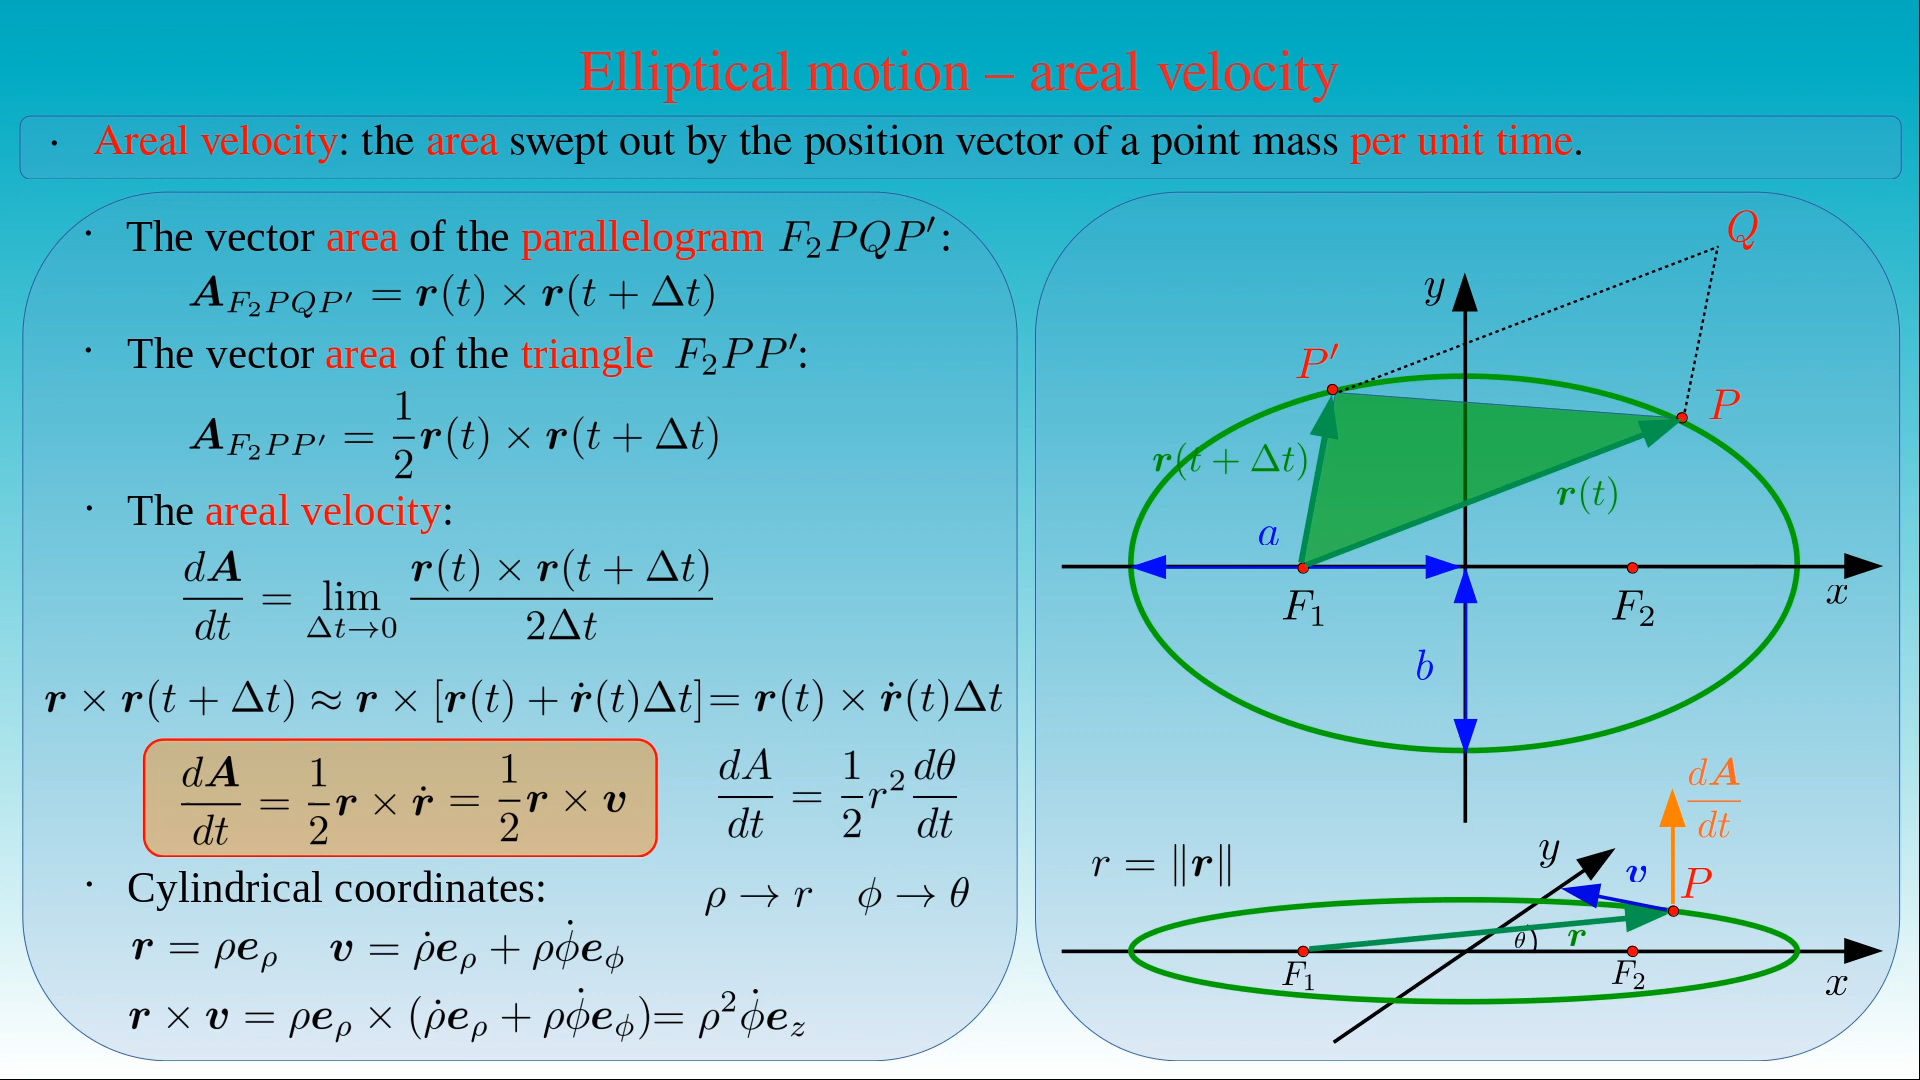 Elliptical motion – areal velocity
• Areal velocity: the area swept out by the position vector of a point mass per unit time.
• The vector area of the parallelogram F₂PQP′:
𝑨_{F₂PQP′} = 𝒓(t) × 𝒓(t + Δt)
• The vector area of the triangle F₂PP′:
𝑨_{F₂PP′} = 1/2 𝒓(t) × 𝒓(t + Δt)
• The areal velocity:
d𝑨/dt = lim_{Δt→0} 𝒓(t) × 𝒓(t + Δt) / 2Δt
𝒓 × 𝒓(t + Δt) ≈ 𝒓 × [𝒓(t) + 𝒓̇(t)Δt] = 𝒓(t) × 𝒓̇(t)Δt
d𝑨/dt = 1/2 𝒓 × 𝒓̇ = 1/2 𝒓 × 𝒗
dA/dt = 1/2 r² dθ/dt
• Cylindrical coordinates:
ρ → r ϕ → θ
𝒓 = ρ𝒆_ρ 𝒗 = ρ̇𝒆_ρ + ρϕ̇𝒆_ϕ
𝒓 × 𝒗 = ρ𝒆_ρ × (ρ̇𝒆_ρ + ρϕ̇𝒆_ϕ) = ρ²ϕ̇𝒆_z
Q
y
P′
P
𝒓(t + Δt)
𝒓(t)
a
x
F₁
F₂
b
d𝑨/dt
y
r = ‖𝒓‖
𝒗
P
θ
𝒓
F₁
F₂
x